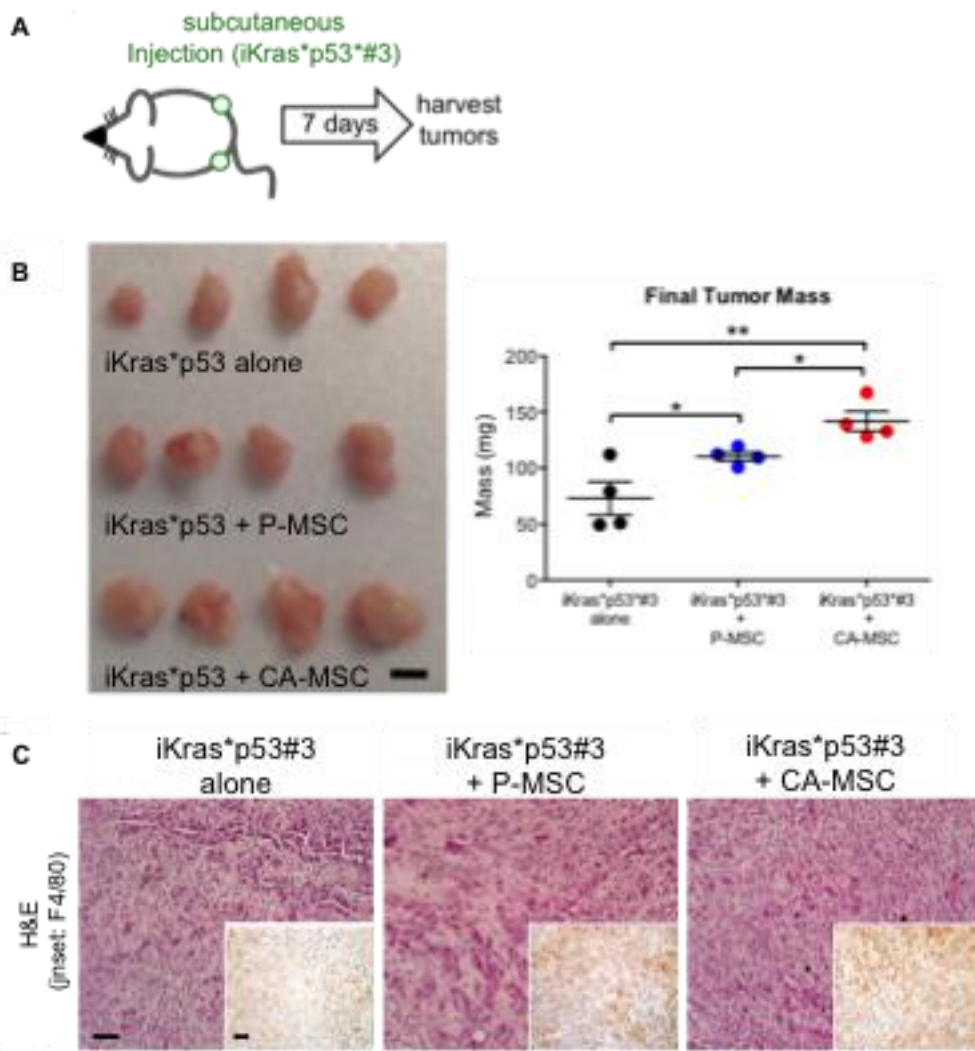 A
subcutaneous
Injection (iKras*p53*#3)
7 days
harvest
tumors
B
iKras*p53 alone
iKras*p53 + P-MSC
iKras*p53 + CA-MSC
Final Tumor Mass
**
*
*
Mass (mg)
200
150
100
50
0
iKras*p53*#3
alone
iKras*p53*#3
+
P-MSC
iKras*p53*#3
+
CA-MSC
C
iKras*p53#3
alone
iKras*p53#3
+ P-MSC
iKras*p53#3
+ CA-MSC
H&E
(inset: F4/80)